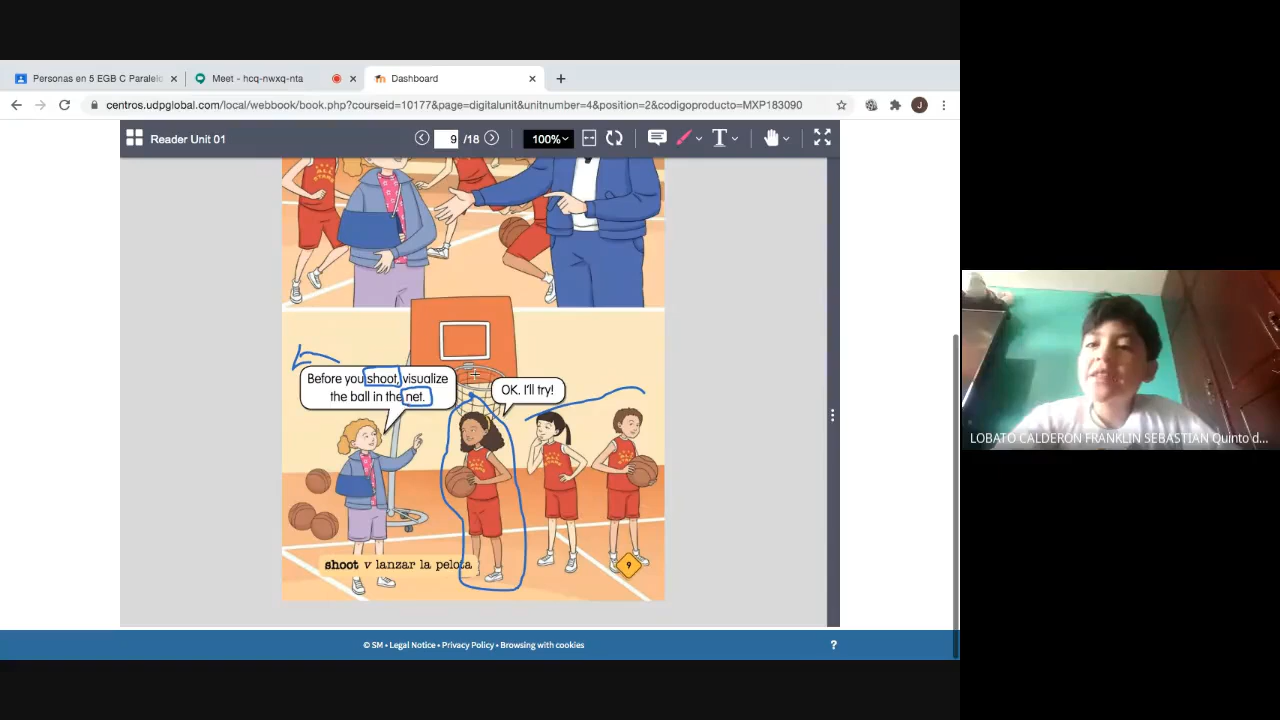 Personas en 5 EGB C Paralelo
Meet - hcq-nwxq-nta
Dashboard
centros.udpglobal.com/local/webbook/book.php?courseid=10177&page=digitalunit&unitnumber=4&position=2&codigoproducto=MXP183090
J
Reader Unit 01
9 /18
100%
T
Before you shoot, visualize
the ball in the net.
OK. I'll try!
shoot v lanzar la pelota
9
© SM • Legal Notice • Privacy Policy • Browsing with cookies
?
LOBATO CALDERON FRANKLIN SEBASTIAN Quinto d...